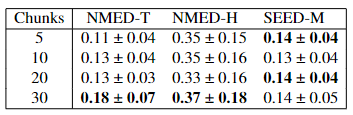 Chunks NMED-T NMED-H SEED-M
5 0.11 ± 0.04 0.35 ± 0.15 0.14 ± 0.04
10 0.13 ± 0.04 0.35 ± 0.16 0.13 ± 0.04
20 0.13 ± 0.03 0.33 ± 0.16 0.14 ± 0.04
30 0.18 ± 0.07 0.37 ± 0.18 0.14 ± 0.05